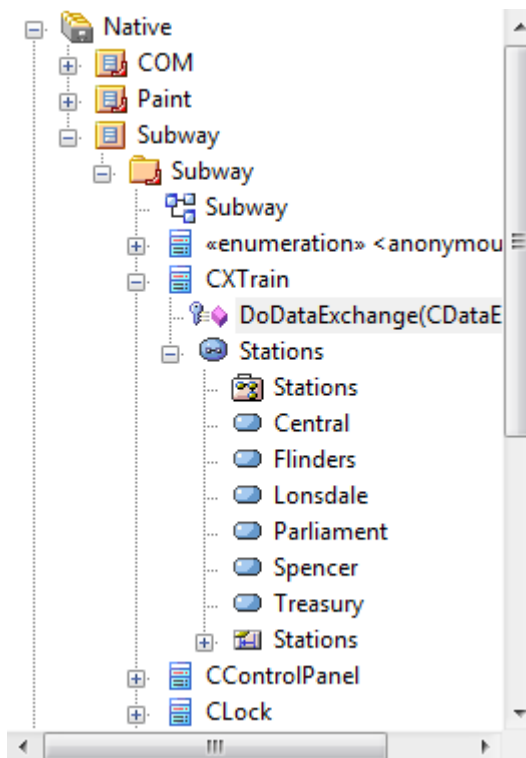 Native
COM
Paint
Subway
Subway
Subway
«enumeration» <anonymou
CXTrain
DoDataExchange(CDataE
Stations
Stations
Central
Flinders
Lonsdale
Parliament
Spencer
Treasury
Stations
CControlPanel
CLock